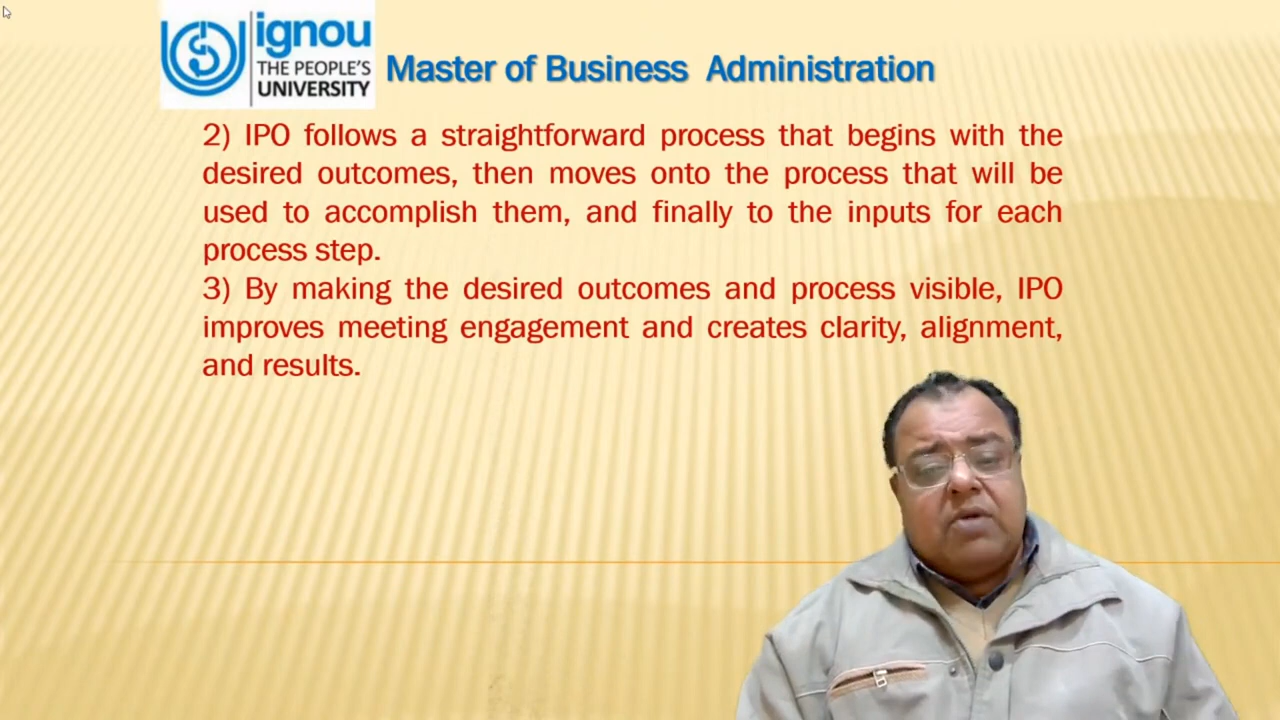 ignou
THE PEOPLE'S
UNIVERSITY
Master of Business Administration
2) IPO follows a straightforward process that begins with the
desired outcomes, then moves onto the process that will be
used to accomplish them, and finally to the inputs for each
process step.
3) By making the desired outcomes and process visible, IPO
improves meeting engagement and creates clarity, alignment,
and results.